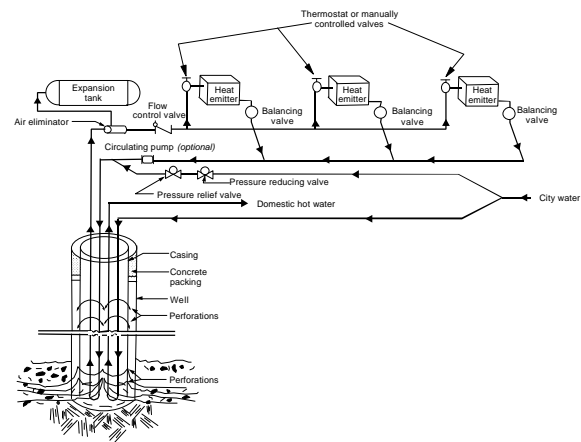 Thermostat or manually
controlled valves
Expansion
tank
Heat
emitter
Heat
emitter
Heat
emitter
Flow
control valve
Balancing
valve
Balancing
valve
Balancing
valve
Air eliminator
Circulating pump (optional)
Pressure reducing valve
Pressure relief valve
Domestic hot water
City water
Casing
Concrete
packing
Well
Perforations
Perforations